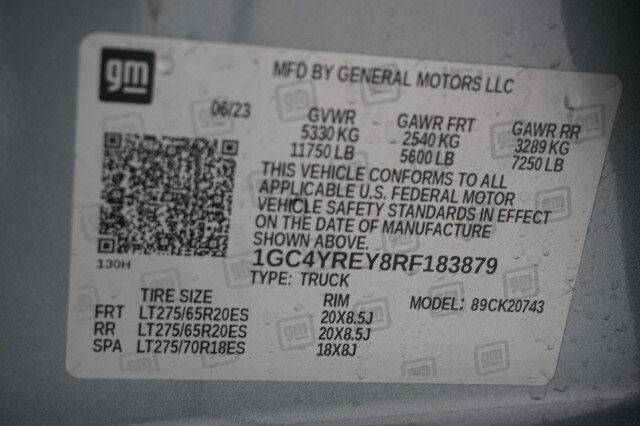 gm
MFD BY GENERAL MOTORS LLC
06/23 GVWR GAWR FRT GAWR RR
5330 KG 2540 KG 3289 KG
11750 LB 5600 LB 7250 LB
THIS VEHICLE CONFORMS TO ALL
APPLICABLE U.S. FEDERAL MOTOR
VEHICLE SAFETY STANDARDS IN EFFECT
ON THE DATE OF MANUFACTURE
SHOWN ABOVE.
130H
1GC4YREY8RF183879
TYPE: TRUCK
TIRE SIZE RIM MODEL: 89CK20743
FRT LT275/65R20ES 20X8.5J
RR LT275/65R20ES 20X8.5J
SPA LT275/70R18ES 18X8J